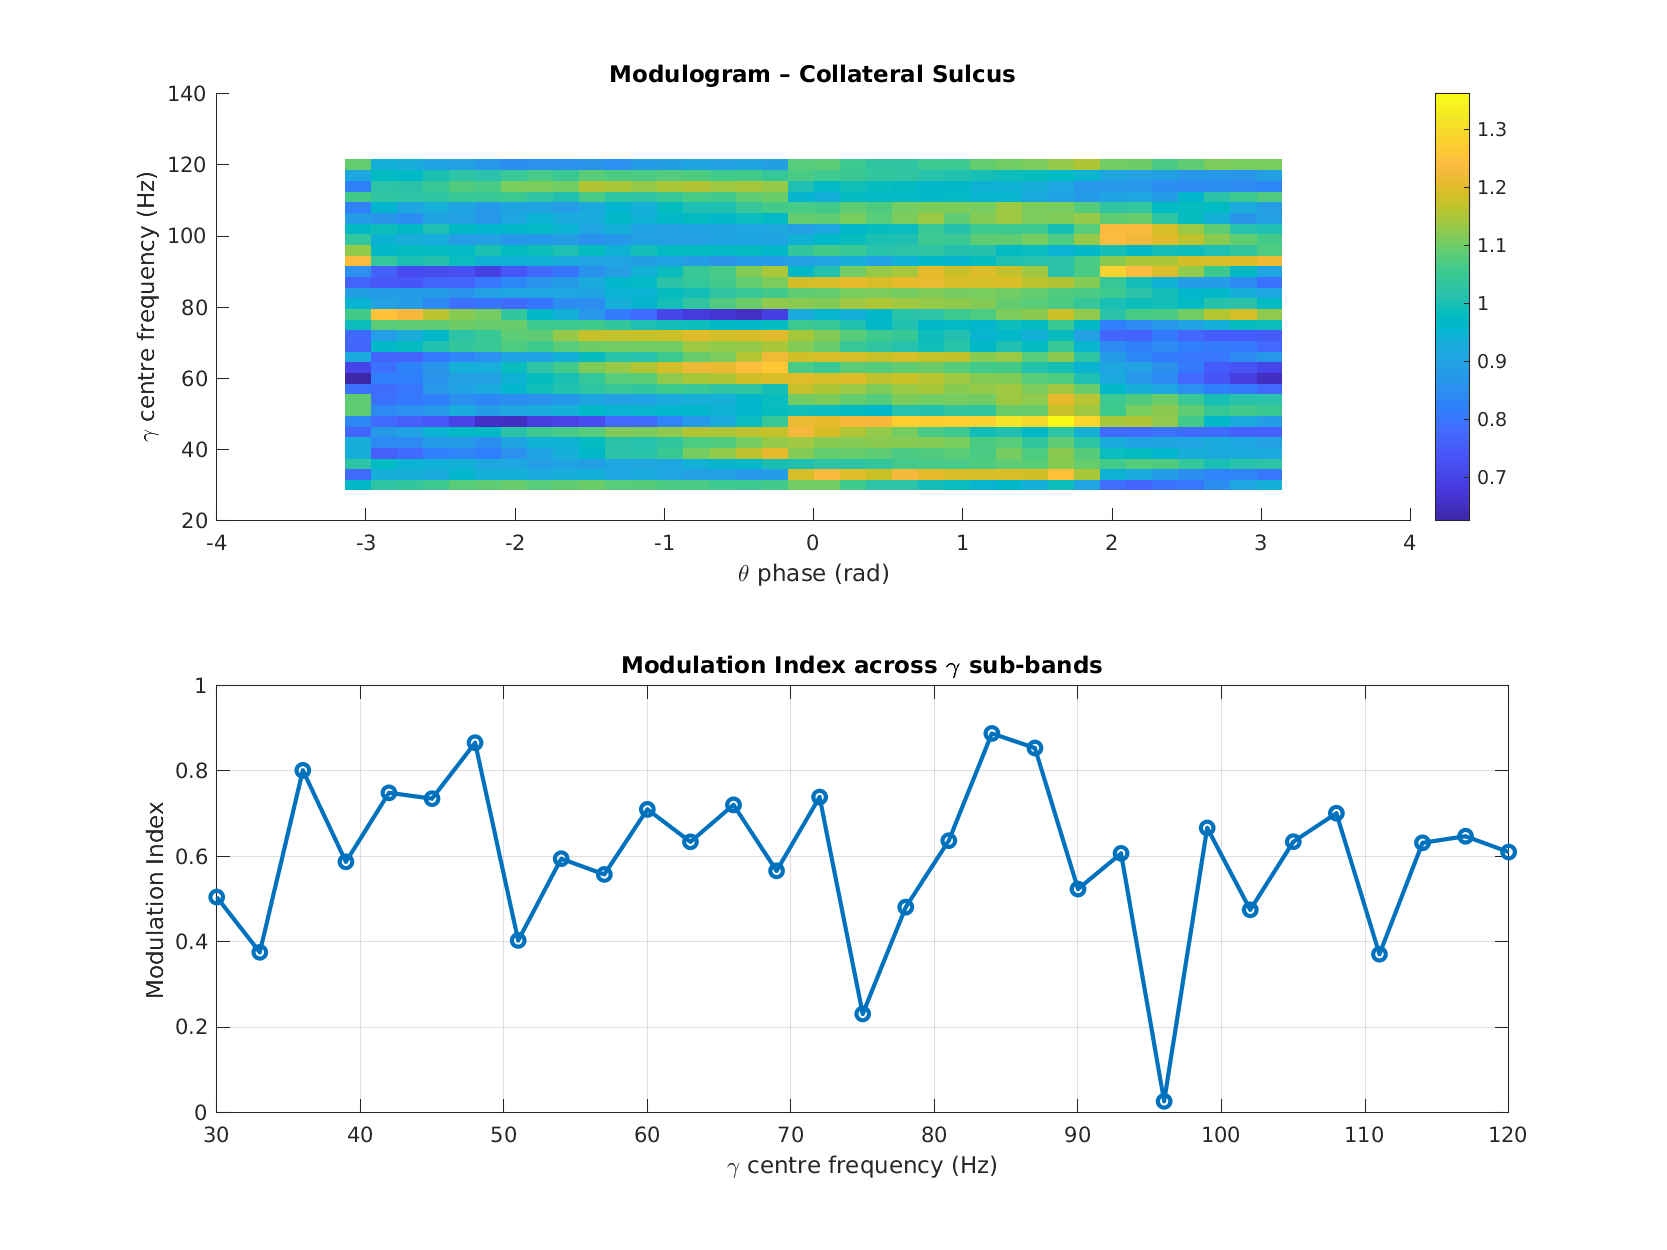 Modulogram – Collateral Sulcus
140
120
100
80
60
40
20
γ centre frequency (Hz)
-4 -3 -2 -1 0 1 2 3 4
θ phase (rad)
1.3
1.2
1.1
1
0.9
0.8
0.7
Modulation Index across γ sub-bands
1
0.8
0.6
0.4
0.2
0
Modulation Index
30 40 50 60 70 80 90 100 110 120
γ centre frequency (Hz)